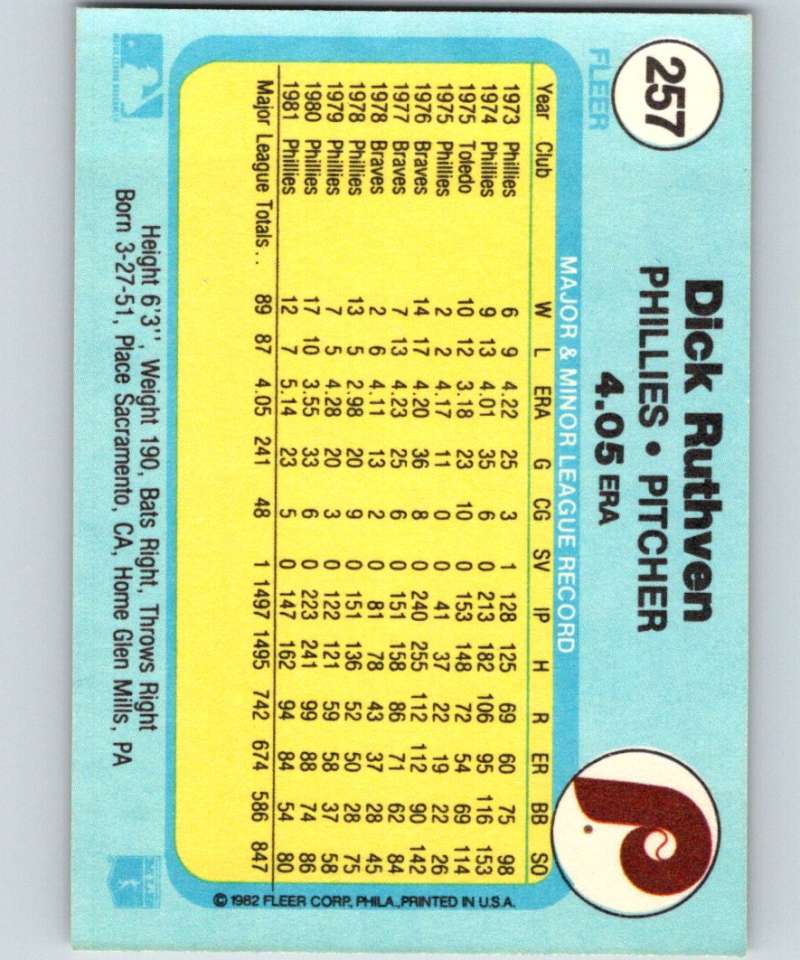 257
FLEER
Dick Ruthven
PHILLIES • PITCHER
4.05 ERA
P
MAJOR & MINOR LEAGUE RECORD
Year Club W L ERA G CG SV IP H R ER BB SO
1973 Phillies 6 9 4.22 25 3 1 128 125 69 60 75 98
1974 Phillies 9 13 4.01 35 6 0 213 182 106 95 116 153
1975 Toledo 10 12 3.18 23 10 0 153 148 72 54 69 114
1975 Phillies 2 2 4.17 11 0 0 41 37 22 19 22 26
1976 Braves 14 17 4.20 36 8 0 240 255 112 112 90 142
1977 Braves 7 13 4.23 25 6 0 151 158 86 71 62 84
1978 Braves 2 6 4.11 13 2 0 81 78 43 37 28 45
1978 Phillies 13 5 2.98 20 9 0 151 136 52 50 28 75
1979 Phillies 7 5 4.28 20 3 0 122 121 59 58 37 58
1980 Phillies 17 10 3.55 33 6 0 223 241 99 88 74 86
1981 Phillies 12 7 5.14 23 5 0 147 162 94 84 54 80
Major League Totals . . 89 87 4.05 241 48 1 1497 1495 742 674 586 847
© 1982 FLEER CORP., PHILA., PRINTED IN U.S.A.
Height 6'3'', Weight 190, Bats Right, Throws Right
Born 3-27-51, Place Sacramento, CA, Home Glen Mills, PA